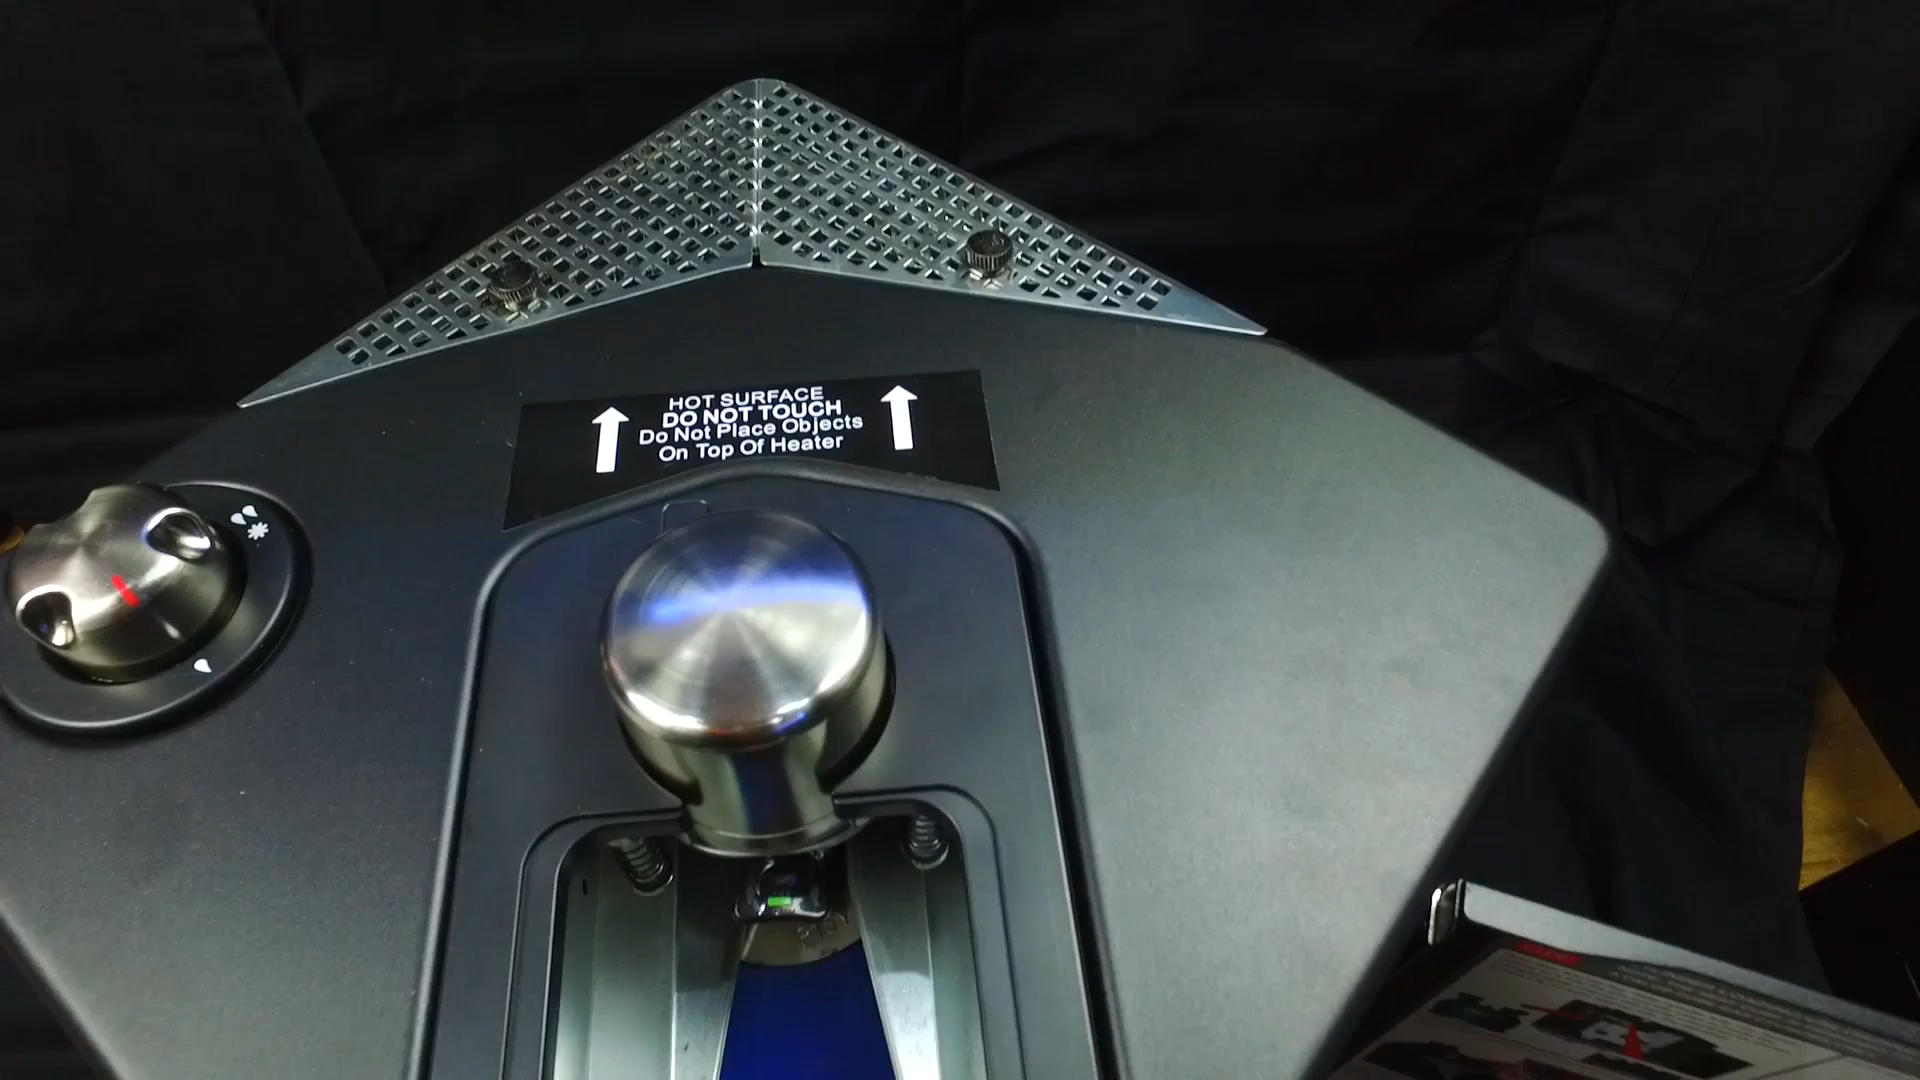 HOT SURFACE
DO NOT TOUCH
Do Not Place Objects
On Top Of Heater